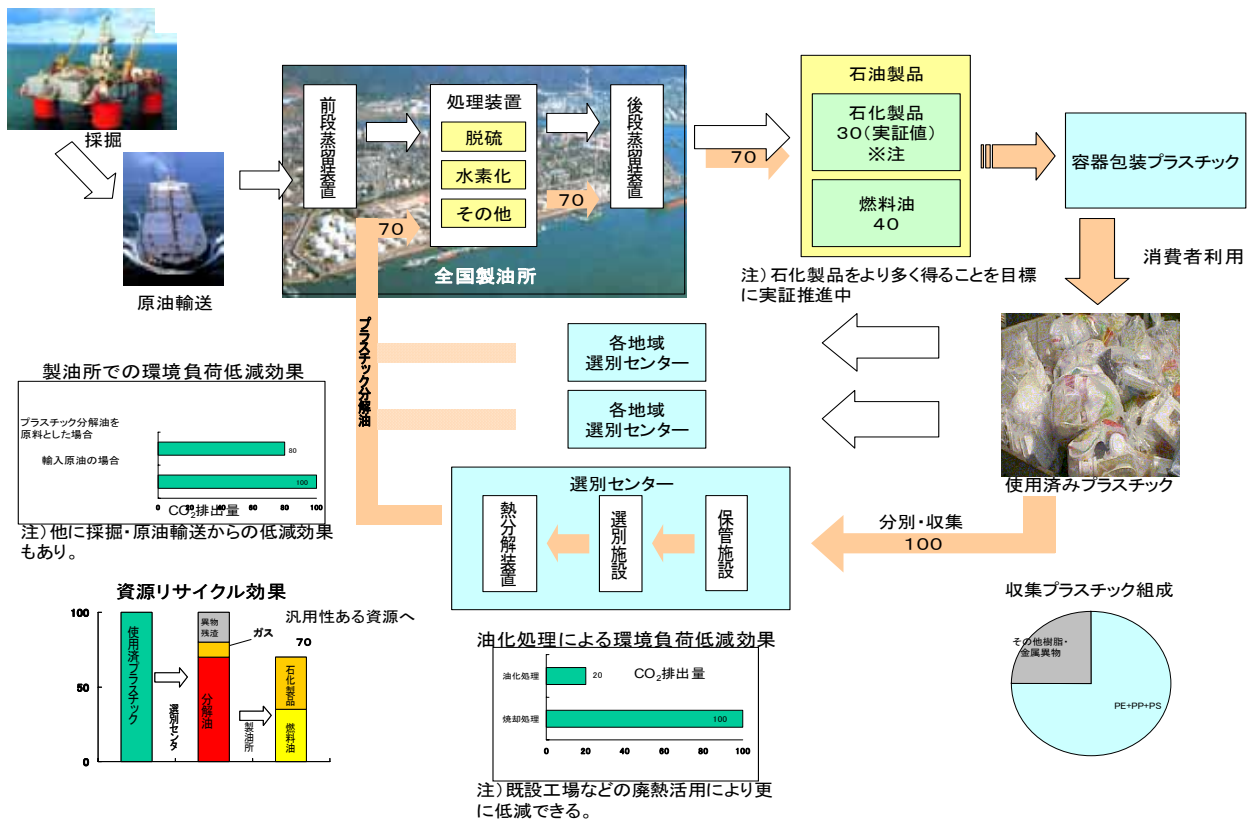 採掘
原油輸送
前段蒸留装置
処理装置
脱硫
水素化
その他
後段蒸留装置
70
70
全国製油所
70
石油製品
石化製品
30(実証値)
※注
燃料油
40
注)石化製品をより多く得ることを目標
に実証推進中
容器包装プラスチック
消費者利用
使用済みプラスチック
分別・収集
100
各地域
選別センター
各地域
選別センター
選別センター
熱分解装置
選別施設
保管施設
プラスチック分解油
製油所での環境負荷低減効果
プラスチック分解油を
原料とした場合
80
輸入原油の場合
100
0 20 40 60 80 100
CO₂排出量
注)他に採掘・原油輸送からの低減効果
もあり。
資源リサイクル効果
汎用性ある資源へ
100
50
0
使用済プラスチック
選別センタ
異物
残渣
ガス
分解油
製油所
70
石化製品
燃料油
油化処理による環境負荷低減効果
CO₂排出量
油化処理
20
焼却処理
100
0 20 40 60 80 100
注)既設工場などの廃熱活用により更
に低減できる。
収集プラスチック組成
その他樹脂・
金属異物
PE+PP+PS